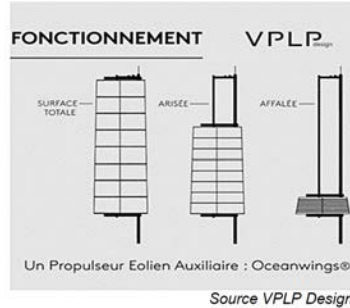 FONCTIONNEMENT
VPLP design
SURFACE TOTALE
ARISÉE
AFFALÉE
Un Propulseur Eolien Auxiliaire : Oceanwings®
Source VPLP Design